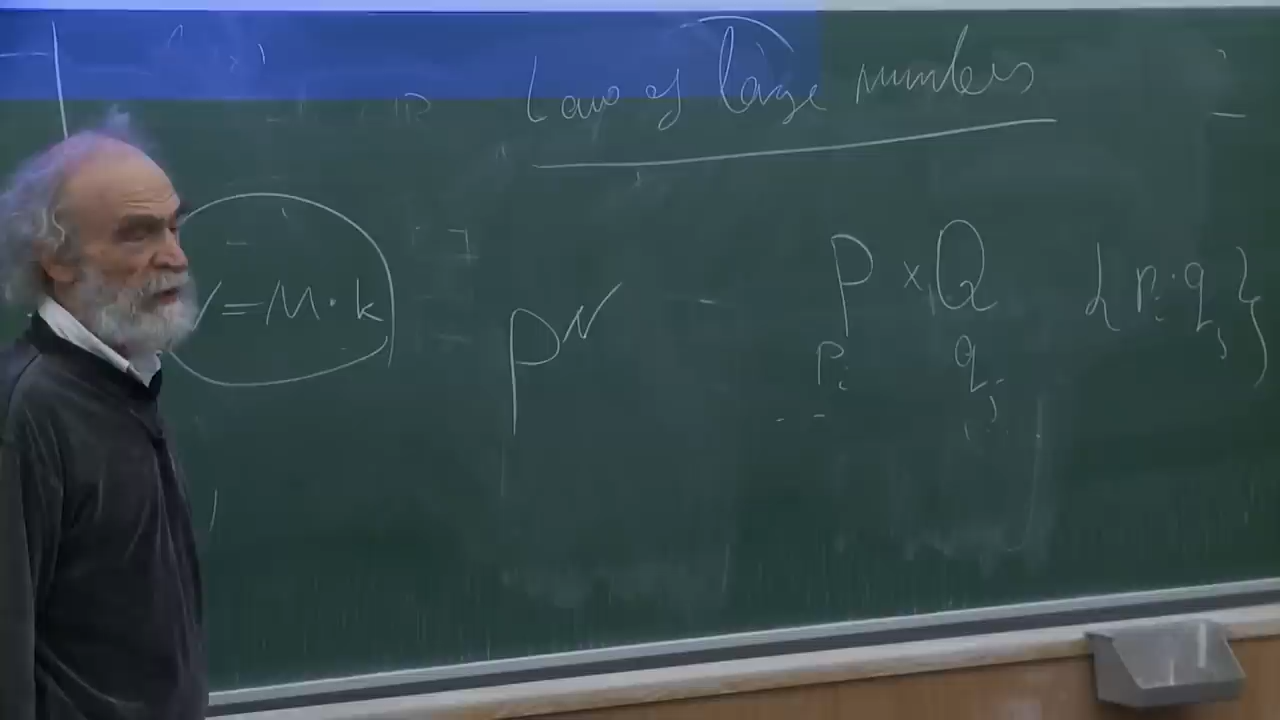 Law of large numbers
= M · k
P^N
P × Q { p_i · q_j }
p_i q_j